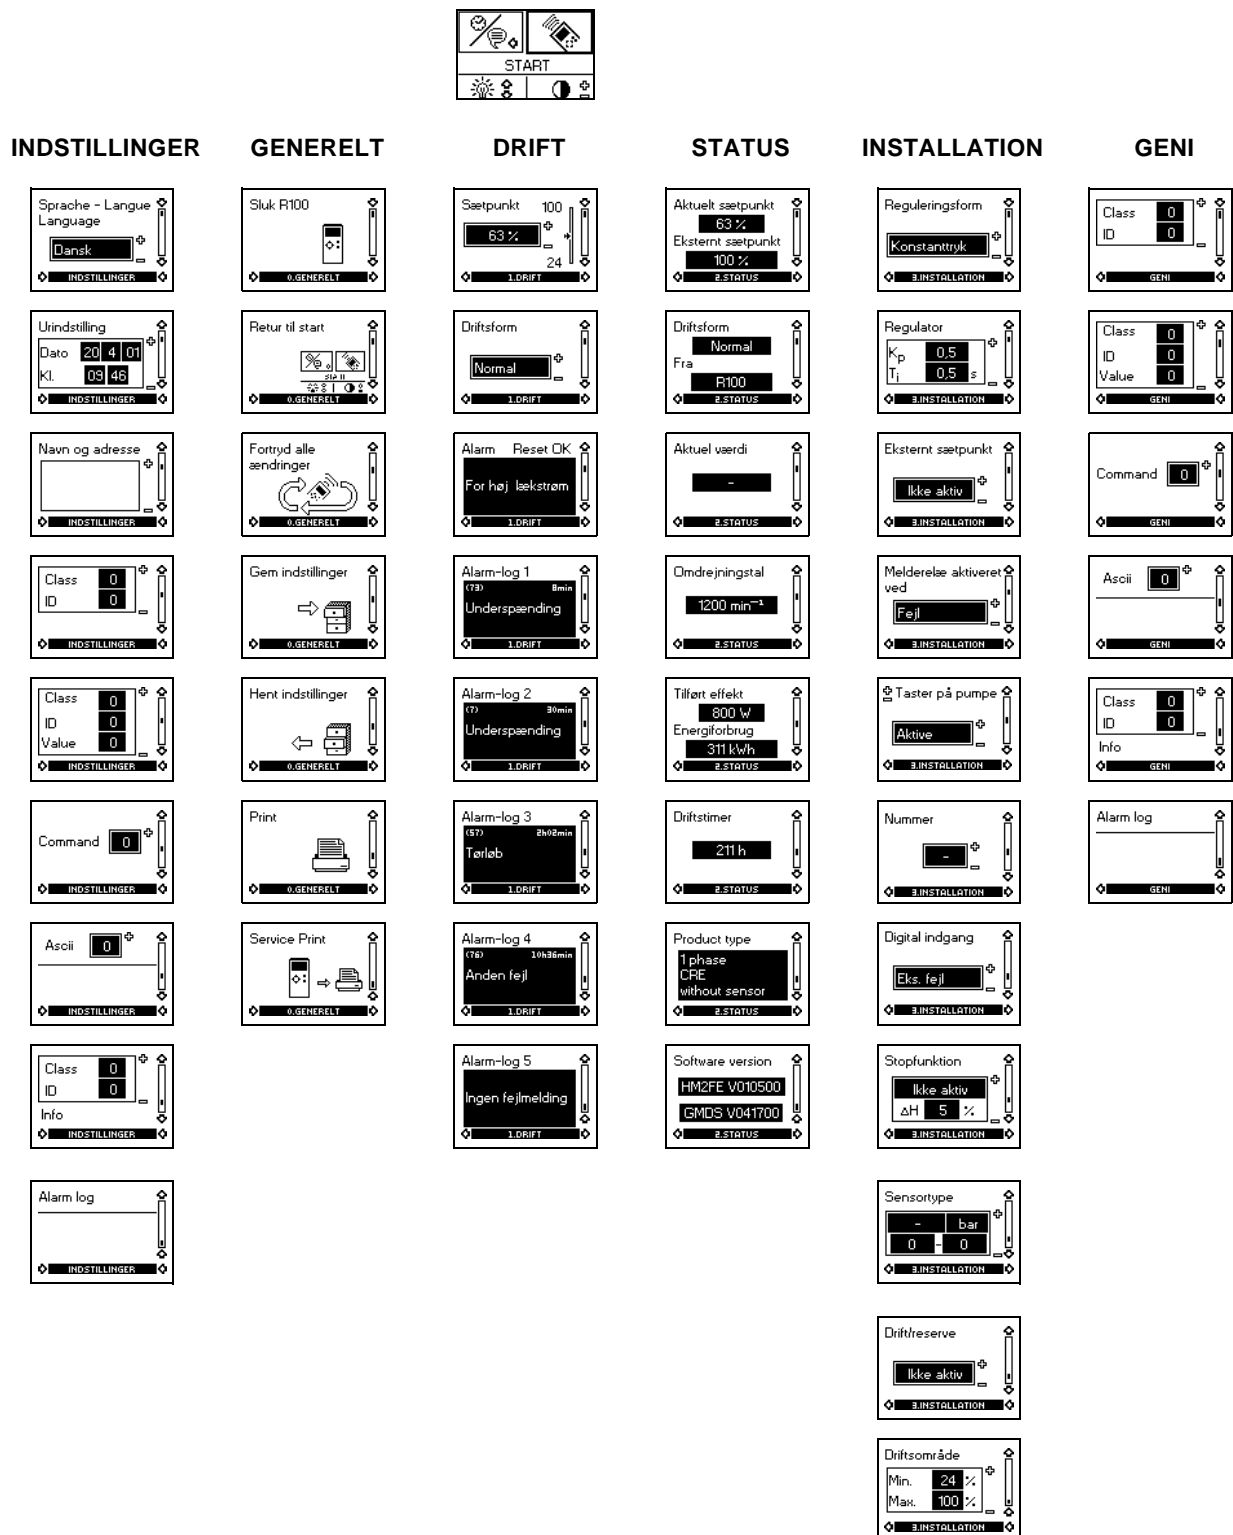 START
INDSTILLINGER
Sprache - Langue
Language
Dansk
INDSTILLINGER
Urindstilling
Dato 20 4 01
Kl. 09 46
INDSTILLINGER
Navn og adresse
INDSTILLINGER
Class 0
ID 0
INDSTILLINGER
Class 0
ID 0
Value 0
INDSTILLINGER
Command 0
INDSTILLINGER
Ascii 0
INDSTILLINGER
Class 0
ID 0
Info
INDSTILLINGER
Alarm log
INDSTILLINGER
GENERELT
Sluk R100
0.GENERELT
Retur til start
START
0.GENERELT
Fortryd alle
ændringer
0.GENERELT
Gem indstillinger
0.GENERELT
Hent indstillinger
0.GENERELT
Print
0.GENERELT
Service Print
0.GENERELT
DRIFT
Sætpunkt 100
63 %
24
1.DRIFT
Driftsform
Normal
1.DRIFT
Alarm Reset OK
For høj lækstrøm
1.DRIFT
Alarm-log 1
(73) 8min
Underspænding
1.DRIFT
Alarm-log 2
(7) 30min
Underspænding
1.DRIFT
Alarm-log 3
(57) 2h02min
Tørløb
1.DRIFT
Alarm-log 4
(76) 10h36min
Anden fejl
1.DRIFT
Alarm-log 5
Ingen fejlmelding
1.DRIFT
STATUS
Aktuelt sætpunkt
63 %
Eksternt sætpunkt
100 %
2.STATUS
Driftsform
Normal
Fra
R100
2.STATUS
Aktuel værdi
-
2.STATUS
Omdrejningstal
1200 min⁻¹
2.STATUS
Tilført effekt
800 W
Energiforbrug
311 kWh
2.STATUS
Driftstimer
211 h
2.STATUS
Product type
1 phase
CRE
without sensor
2.STATUS
Software version
HM2FE V010500
GMDS V041700
2.STATUS
INSTALLATION
Reguleringsform
Konstanttryk
3.INSTALLATION
Regulator
Kp 0,5
Ti 0,5 s
3.INSTALLATION
Eksternt sætpunkt
Ikke aktiv
3.INSTALLATION
Melderelæ aktiveret
ved
Fejl
3.INSTALLATION
Taster på pumpe
Aktive
3.INSTALLATION
Nummer
-
3.INSTALLATION
Digital indgang
Eks. fejl
3.INSTALLATION
Stopfunktion
Ikke aktiv
ΔH 5 %
3.INSTALLATION
Sensortype
- bar
0 - 0
3.INSTALLATION
Drift/reserve
Ikke aktiv
3.INSTALLATION
Driftsområde
Min. 24 %
Max. 100 %
3.INSTALLATION
GENI
Class 0
ID 0
GENI
Class 0
ID 0
Value 0
GENI
Command 0
GENI
Ascii 0
GENI
Class 0
ID 0
Info
GENI
Alarm log
GENI